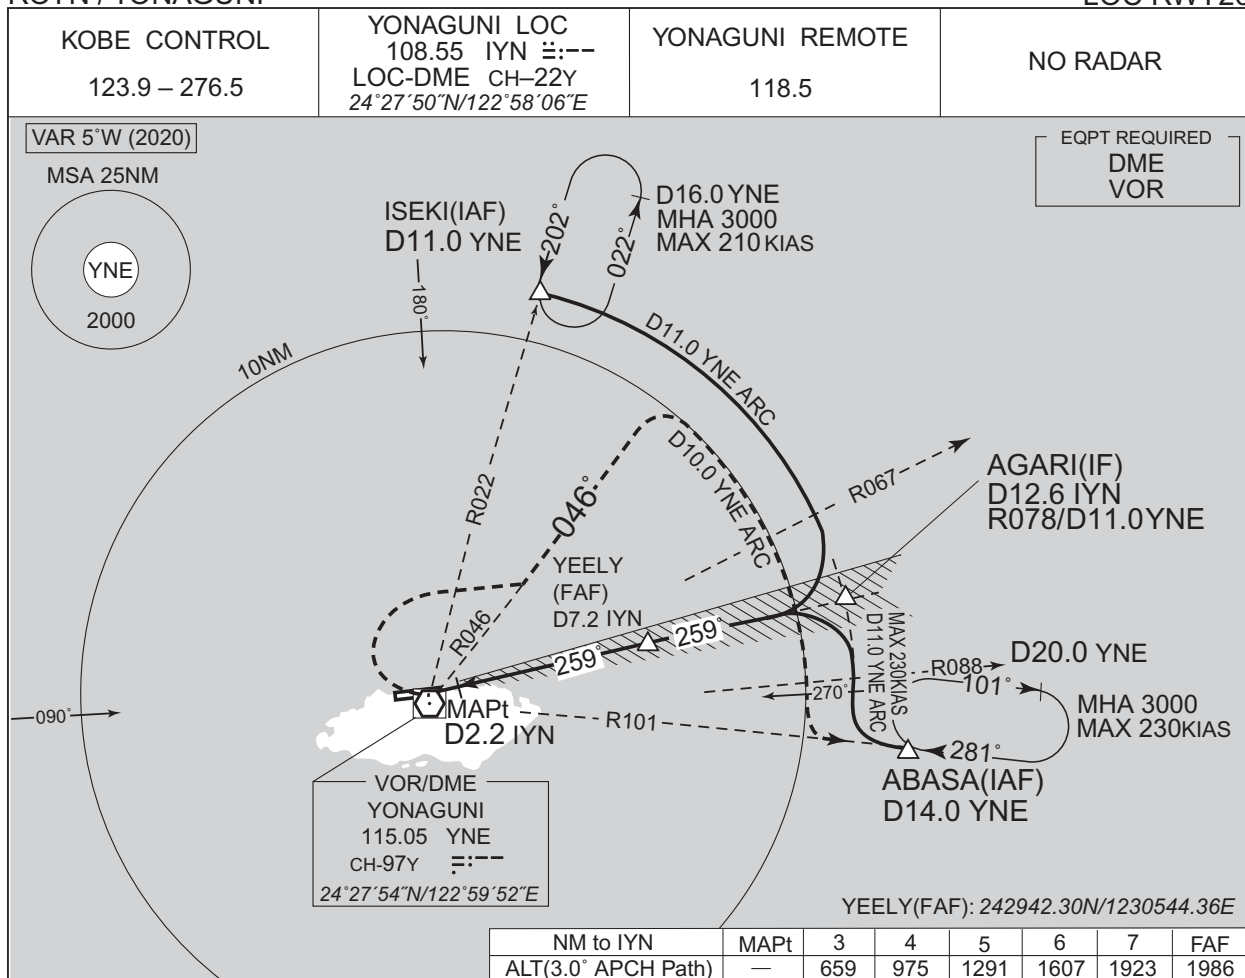 KOBE CONTROL
123.9 – 276.5
YONAGUNI LOC
108.55 IYN
LOC-DME CH–22Y
24°27´50˝N/122°58´06˝E
YONAGUNI REMOTE
118.5
NO RADAR
VAR 5°W (2020)
MSA 25NM
YNE
2000
EQPT REQUIRED
DME
VOR
ISEKI(IAF)
D11.0 YNE
180°
202°
022°
D16.0 YNE
MHA 3000
MAX 210 KIAS
10NM
D11.0 YNE ARC
D10.0 YNE ARC
R022
046°
R046
R067
AGARI(IF)
D12.6 IYN
R078/D11.0YNE
YEELY
(FAF)
D7.2 IYN
259°
259°
MAX 230KIAS
D11.0 YNE ARC
R088
D20.0 YNE
270°
101°
MHA 3000
MAX 230KIAS
281°
090°
MAPt
D2.2 IYN
R101
ABASA(IAF)
D14.0 YNE
VOR/DME
YONAGUNI
115.05 YNE
CH-97Y
24°27´54˝N/122°59´52˝E
YEELY(FAF): 242942.30N/1230544.36E
NM to IYN MAPt 3 4 5 6 7 FAF
ALT(3.0° APCH Path) — 659 975 1291 1607 1923 1986